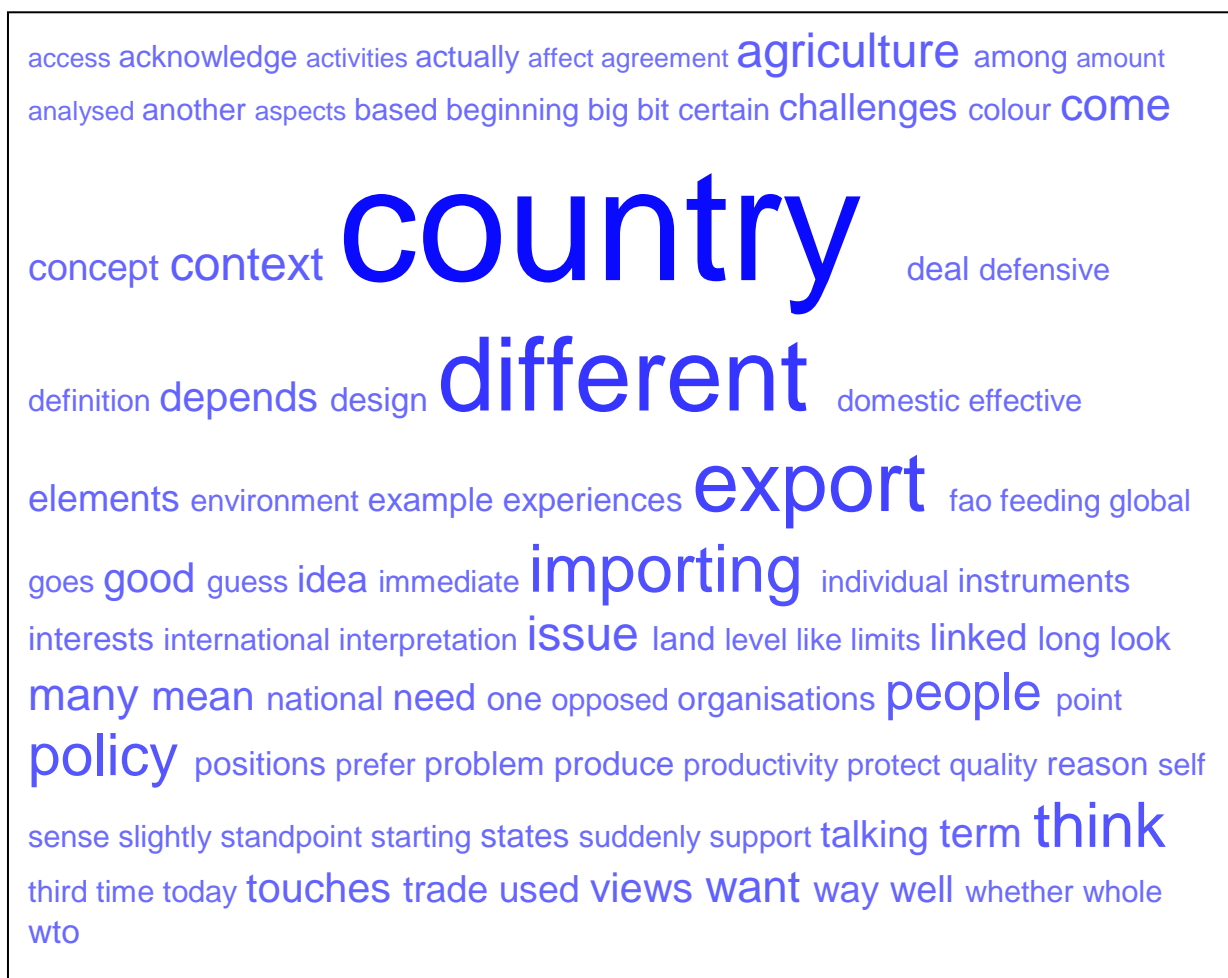 access acknowledge activities actually affect agreement agriculture among amount
analysed another aspects based beginning big bit certain challenges colour come
concept context country deal defensive
definition depends design different domestic effective
elements environment example experiences export fao feeding global
goes good guess idea immediate importing individual instruments
interests international interpretation issue land level like limits linked long look
many mean national need one opposed organisations people point
policy positions prefer problem produce productivity protect quality reason self
sense slightly standpoint starting states suddenly support talking term think
third time today touches trade used views want way well whether whole
wto